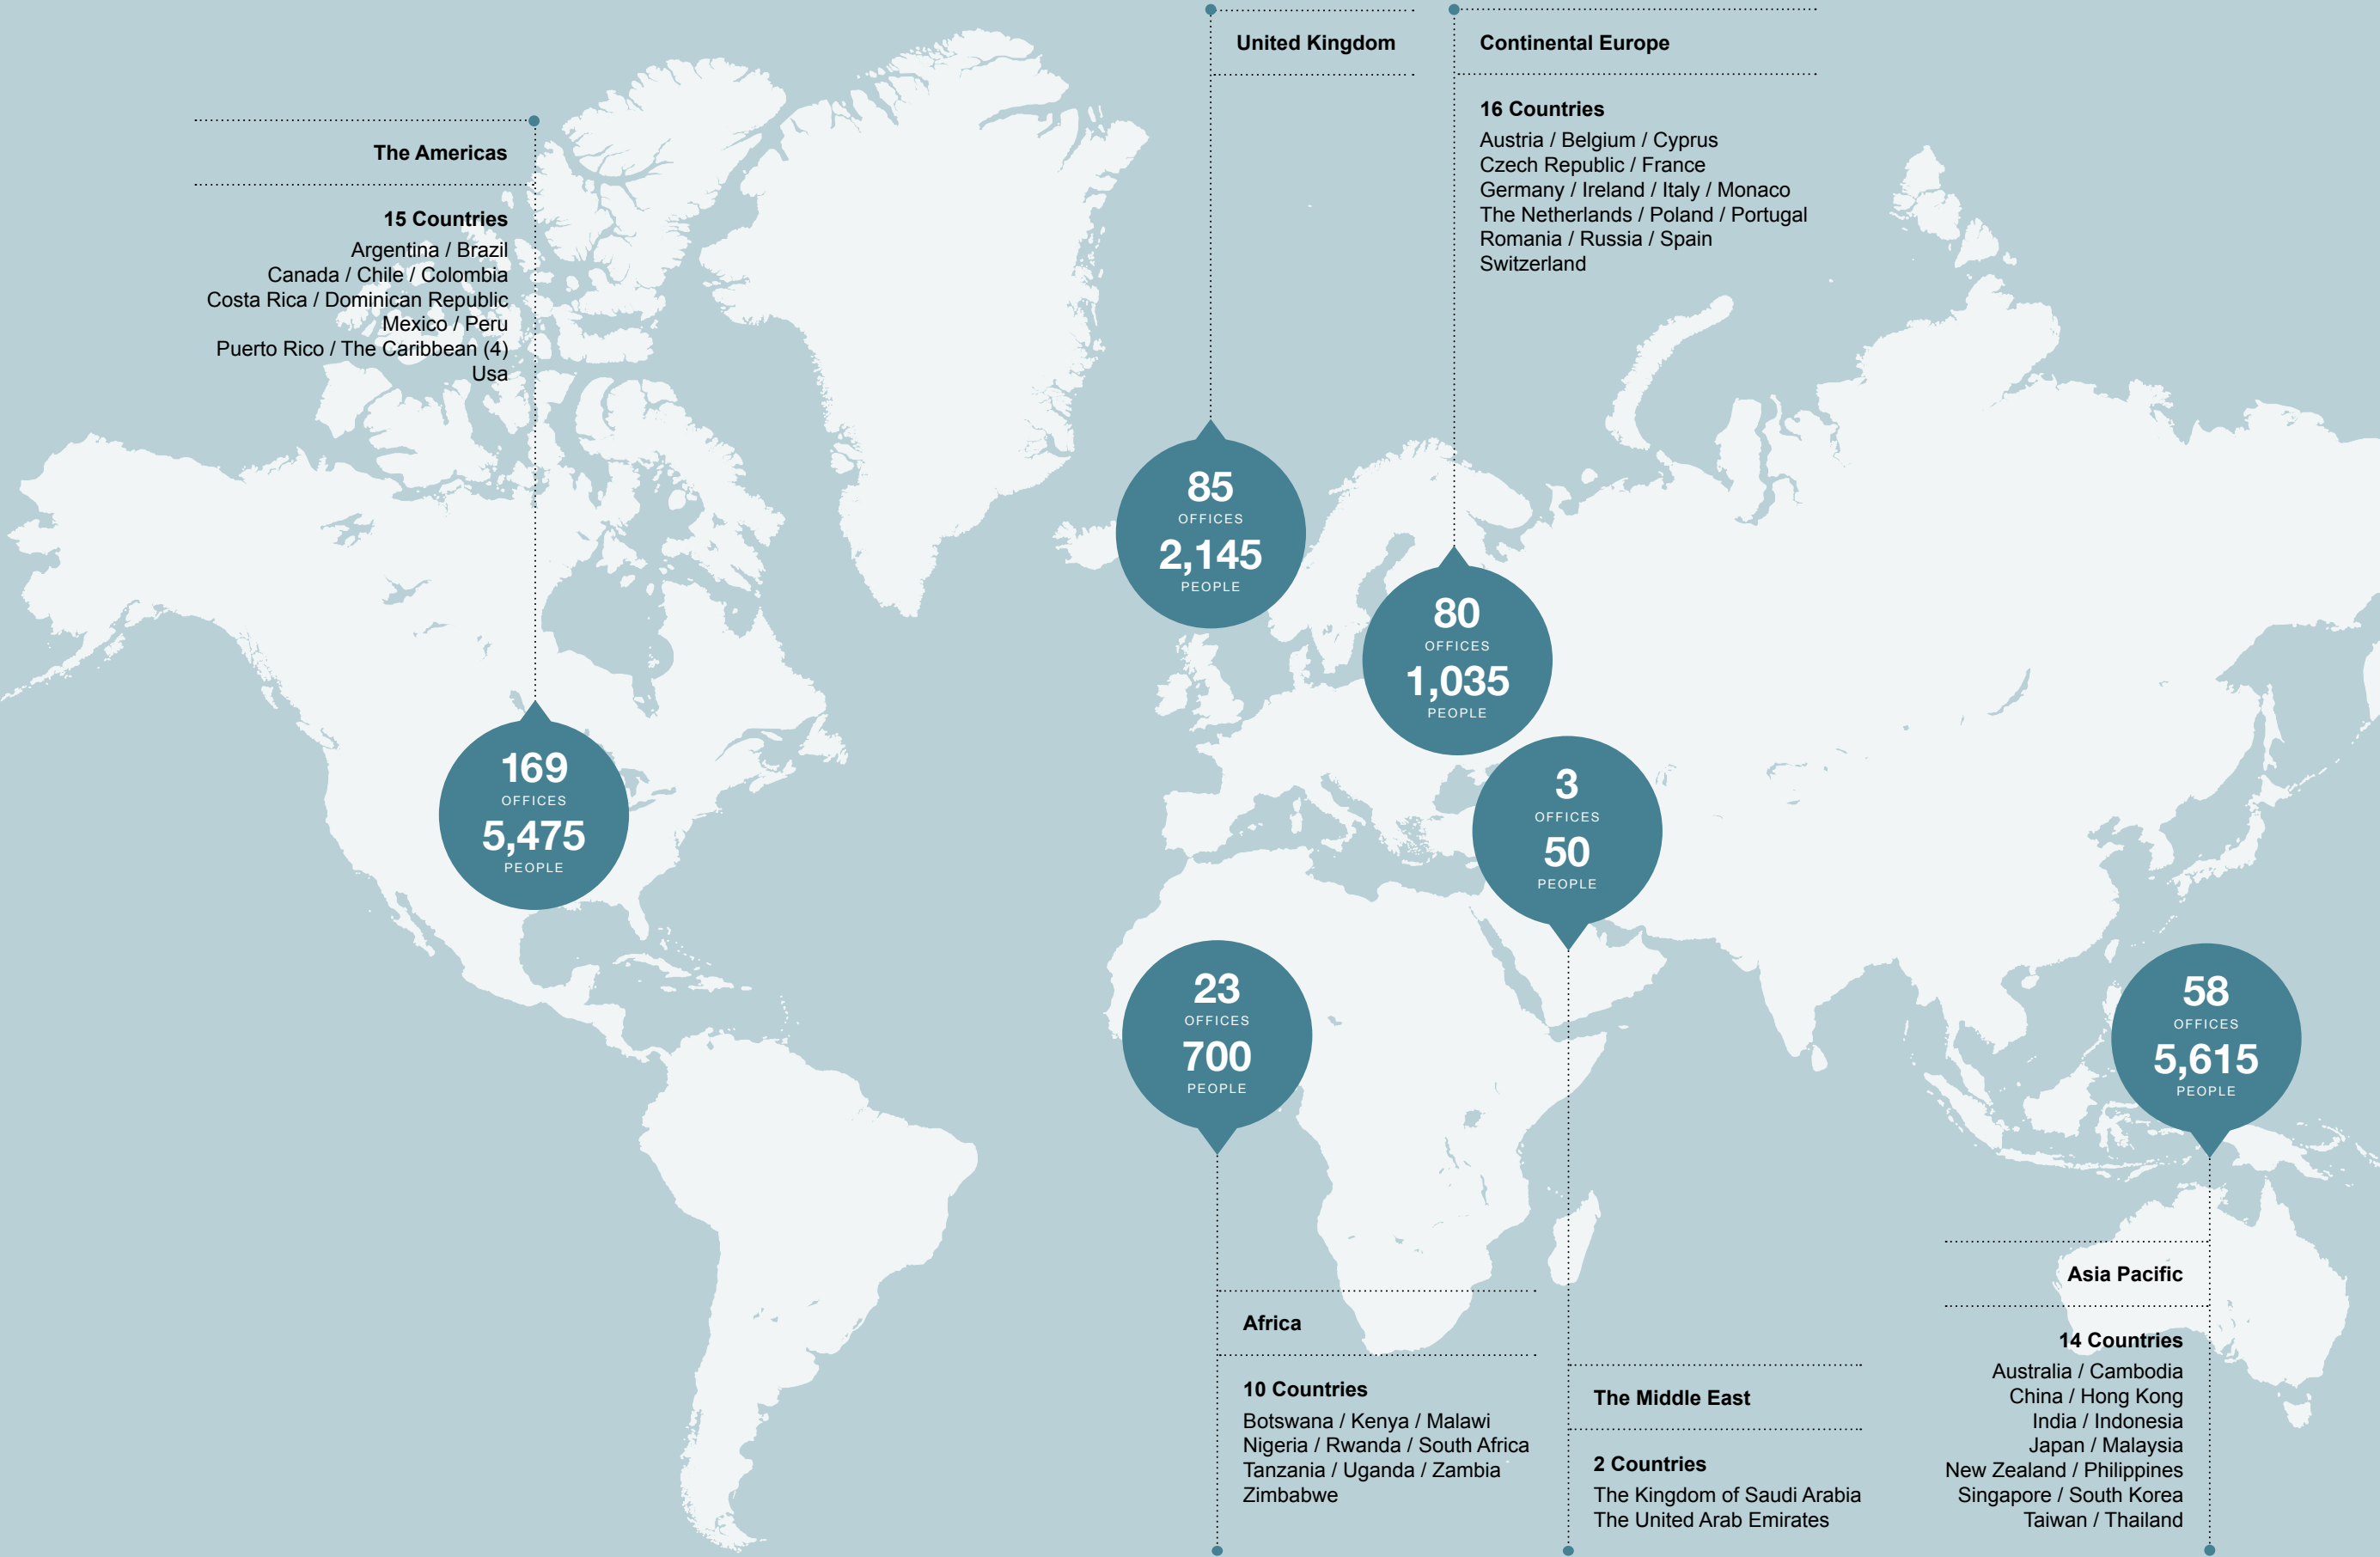 United Kingdom
Continental Europe
16 Countries
Austria / Belgium / Cyprus
Czech Republic / France
Germany / Ireland / Italy / Monaco
The Netherlands / Poland / Portugal
Romania / Russia / Spain
Switzerland
The Americas
15 Countries
Argentina / Brazil
Canada / Chile / Colombia
Costa Rica / Dominican Republic
Mexico / Peru
Puerto Rico / The Caribbean (4)
Usa
85
OFFICES
2,145
PEOPLE
80
OFFICES
1,035
PEOPLE
169
OFFICES
5,475
PEOPLE
3
OFFICES
50
PEOPLE
23
OFFICES
700
PEOPLE
58
OFFICES
5,615
PEOPLE
Africa
10 Countries
Botswana / Kenya / Malawi
Nigeria / Rwanda / South Africa
Tanzania / Uganda / Zambia
Zimbabwe
The Middle East
2 Countries
The Kingdom of Saudi Arabia
The United Arab Emirates
Asia Pacific
14 Countries
Australia / Cambodia
China / Hong Kong
India / Indonesia
Japan / Malaysia
New Zealand / Philippines
Singapore / South Korea
Taiwan / Thailand